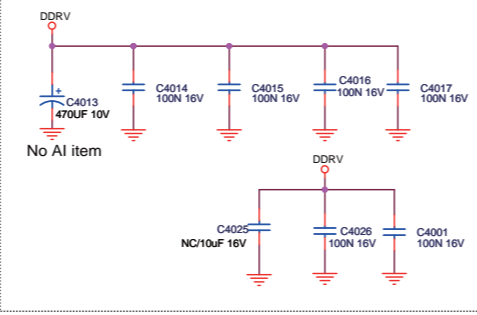 DDRV
+
C4013
470UF 10V
C4014
100N 16V
C4015
100N 16V
C4016
100N 16V
C4017
100N 16V
No AI item
DDRV
C4025
NC/10uF 16V
C4026
100N 16V
C4001
100N 16V